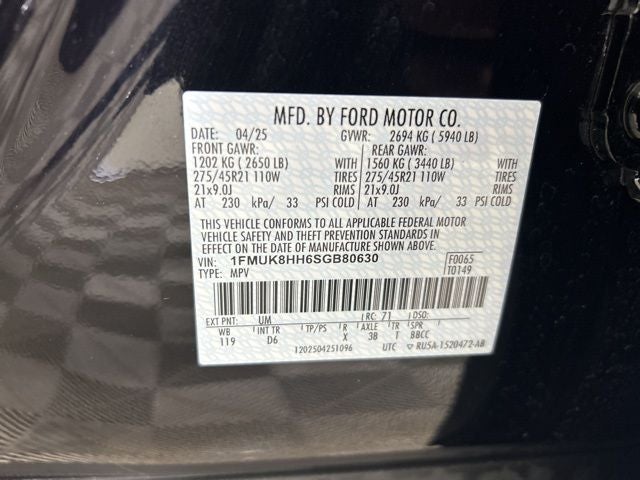 MFD. BY FORD MOTOR CO.
DATE: 04/25 GVWR: 2694 KG ( 5940 LB)
FRONT GAWR: REAR GAWR:
1202 KG ( 2650 LB) WITH 1560 KG ( 3440 LB) WITH
275/45R21 110W TIRES 275/45R21 110W TIRES
21x9.0J RIMS 21x9.0J RIMS
AT 230 kPa/ 33 PSI COLD AT 230 kPa/ 33 PSI COLD
THIS VEHICLE CONFORMS TO ALL APPLICABLE FEDERAL MOTOR
VEHICLE SAFETY AND THEFT PREVENTION STANDARDS
IN EFFECT ON THE DATE OF MANUFACTURE SHOWN ABOVE.
VIN: 1FMUK8HH6SGB80630 F0065
TYPE: MPV T0149
EXT PNT: UM RC: 71 DSO:
WB INT TR TP/PS R AXLE TR SPR
119 D6 X 3B T BBCC
1202504251096 UTC ▽ RU5A-1520472-AB